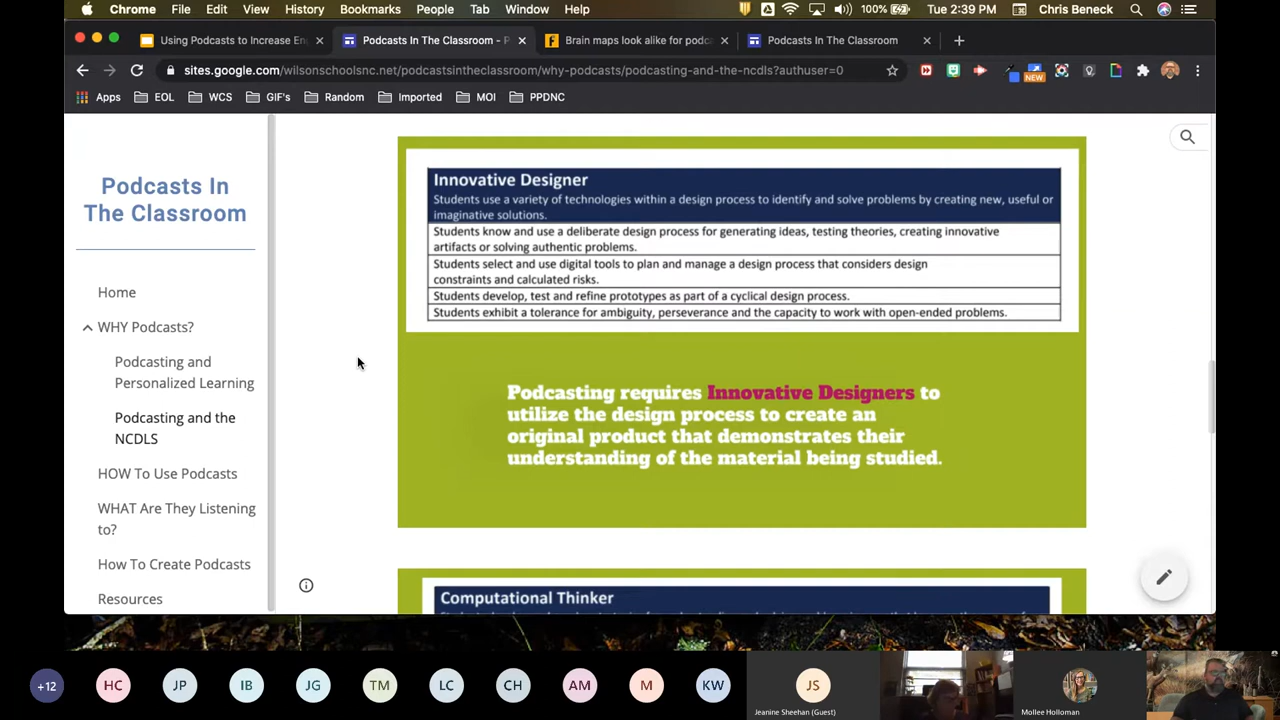 Chrome File Edit View History Bookmarks People Tab Window Help 100% Tue 2:39 PM Chris Beneck
Using Podcasts to Increase En
Podcasts In The Classroom - P
Brain maps look alike for podca
Podcasts In The Classroom
sites.google.com/wilsonschoolsnc.net/podcastsintheclassroom/why-podcasts/podcasting-and-the-ncdls?authuser=0
NEW
Apps EOL WCS GIF's Random Imported MOI PPDNC
Podcasts In
The Classroom
Home
WHY Podcasts?
Podcasting and
Personalized Learning
Podcasting and the
NCDLS
HOW To Use Podcasts
WHAT Are They Listening
to?
How To Create Podcasts
Resources
Innovative Designer
Students use a variety of technologies within a design process to identify and solve problems by creating new, useful or
imaginative solutions.
Students know and use a deliberate design process for generating ideas, testing theories, creating innovative
artifacts or solving authentic problems.
Students select and use digital tools to plan and manage a design process that considers design
constraints and calculated risks.
Students develop, test and refine prototypes as part of a cyclical design process.
Students exhibit a tolerance for ambiguity, perseverance and the capacity to work with open-ended problems.
Podcasting requires Innovative Designers to
utilize the design process to create an
original product that demonstrates their
understanding of the material being studied.
Computational Thinker
+12 HC JP IB JG TM LC CH AM M KW JS
Jeanine Sheehan (Guest)
Mollee Holloman